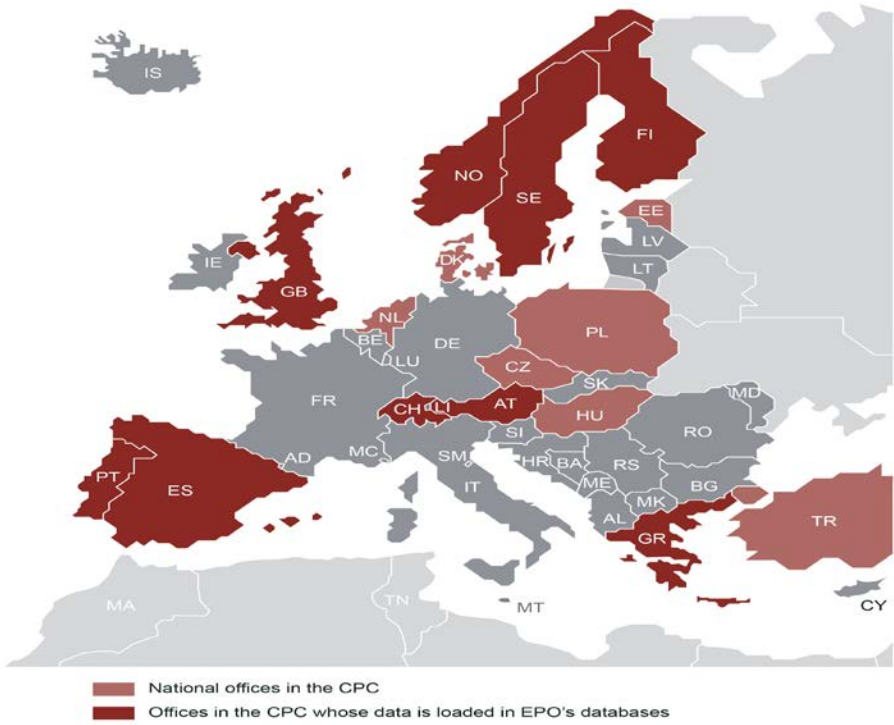 IS
FI
NO
SE
EE
LV
IE
DK
LT
GB
NL
PL
BE
DE
LU
CZ
SK
FR
CH
LI
AT
MD
HU
RO
SI
AD
MC
SM
HR
BA
RS
PT
ES
IT
ME
BG
MK
AL
TR
GR
MA
TN
MT
CY
National offices in the CPC
Offices in the CPC whose data is loaded in EPO's databases